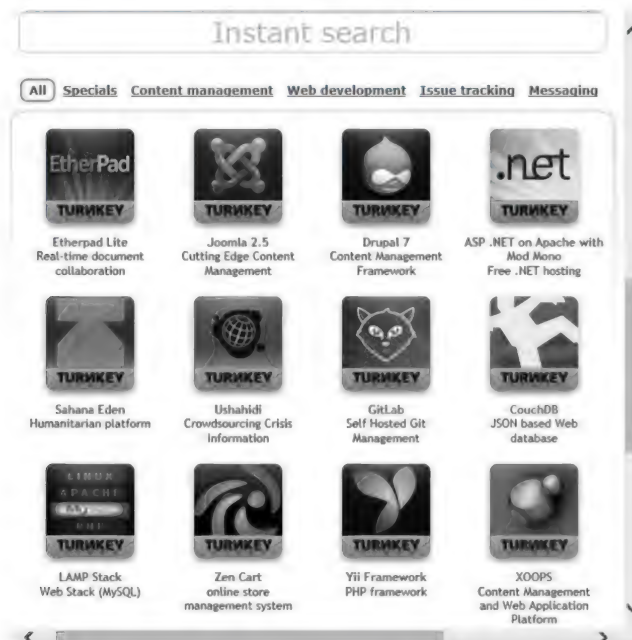 Instant search
All Specials Content management Web development Issue tracking Messaging
EtherPad
TURNKEY
TURNKEY
TURNKEY
.net
TURNKEY
Etherpad Lite
Real-time document
collaboration
Joomla 2.5
Cutting Edge Content
Management
Drupal 7
Content Management
Framework
ASP .NET on Apache with
Mod Mono
Free .NET hosting
TURNKEY
TURNKEY
TURNKEY
TURNKEY
Sahana Eden
Humanitarian platform
Ushahidi
Crowdsourcing Crisis
Information
GitLab
Self Hosted Git
Management
CouchDB
JSON based Web
database
LINUX
APACHE
My
PHP
TURNKEY
TURNKEY
TURNKEY
TURNKEY
LAMP Stack
Web Stack (MySQL)
Zen Cart
online store
management system
Yii Framework
PHP framework
XOOPS
Content Management
and Web Application
Platform